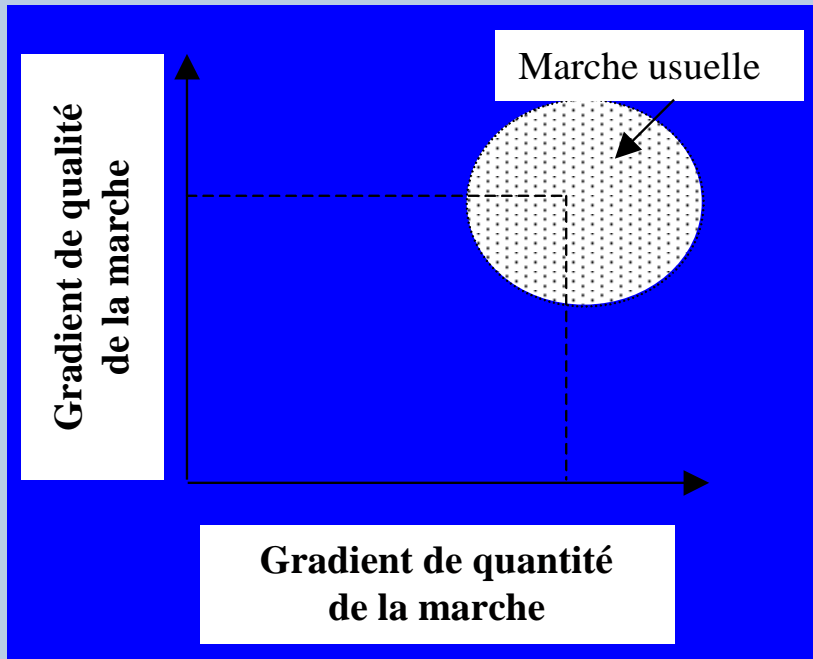 Marche usuelle
Gradient de qualité
de la marche
Gradient de quantité
de la marche